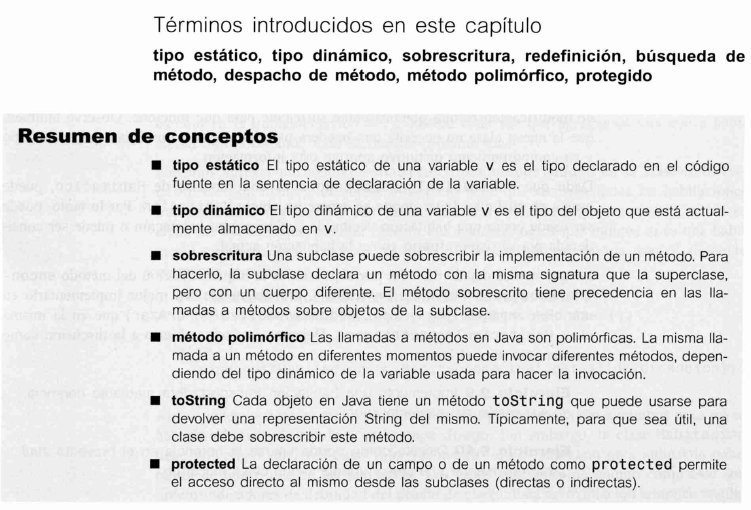 Términos introducidos en este capítulo
tipo estático, tipo dinámico, sobrescritura, redefinición, búsqueda de
método, despacho de método, método polimórfico, protegido
Resumen de conceptos
■ tipo estático El tipo estático de una variable v es el tipo declarado en el código
fuente en la sentencia de declaración de la variable.
■ tipo dinámico El tipo dinámico de una variable v es el tipo del objeto que está actual-
mente almacenado en v.
■ sobrescritura Una subclase puede sobrescribir la implementación de un método. Para
hacerlo, la subclase declara un método con la misma signatura que la superclase,
pero con un cuerpo diferente. El método sobrescrito tiene precedencia en las lla-
madas a métodos sobre objetos de la subclase.
■ método polimórfico Las llamadas a métodos en Java son polimórficas. La misma lla-
mada a un método en diferentes momentos puede invocar diferentes métodos, depen-
diendo del tipo dinámico de la variable usada para hacer la invocación.
■ toString Cada objeto en Java tiene un método toString que puede usarse para
devolver una representación String del mismo. Típicamente, para que sea útil, una
clase debe sobrescribir este método.
■ protected La declaración de un campo o de un método como protected permite
el acceso directo al mismo desde las subclases (directas o indirectas).